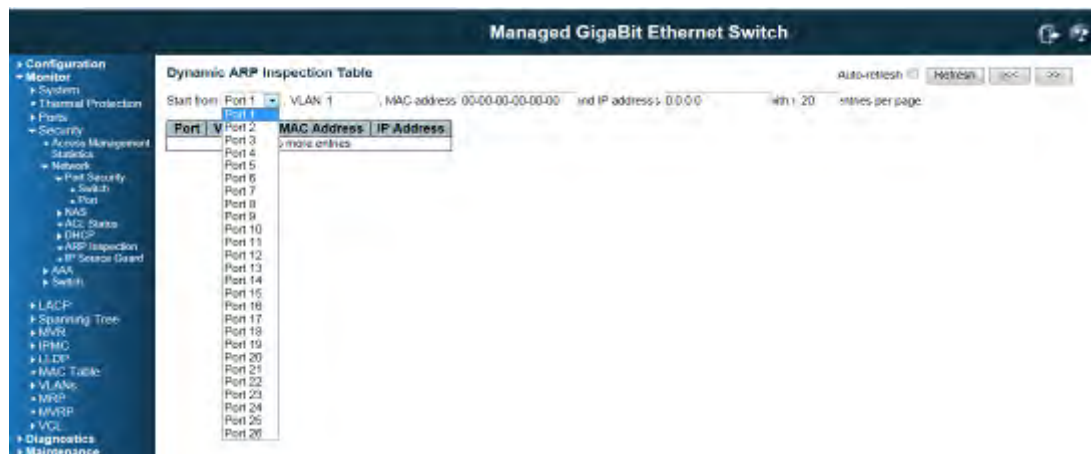 Managed GigaBit Ethernet Switch
Configuration
Monitor
System
Thermal Protection
Ports
Security
Access Management
Statistics
Network
Port Security
Switch
Port
NAS
ACL Status
DHCP
ARP Inspection
IP Source Guard
AAA
Switch
LACP
Spanning Tree
MVR
IPMC
LLDP
MAC Table
VLANs
MRP
MVRP
VCL
Diagnostics
Maintenance
Dynamic ARP Inspection Table
Auto-refresh Refresh |<< >>
Start from Port 1 , VLAN 1 , MAC address 00-00-00-00-00-00 and IP address 0.0.0.0 with 20 entries per page.
Port V MAC Address IP Address
more entries
Port 1
Port 2
Port 3
Port 4
Port 5
Port 6
Port 7
Port 8
Port 9
Port 10
Port 11
Port 12
Port 13
Port 14
Port 15
Port 16
Port 17
Port 18
Port 19
Port 20
Port 21
Port 22
Port 23
Port 24
Port 25
Port 26